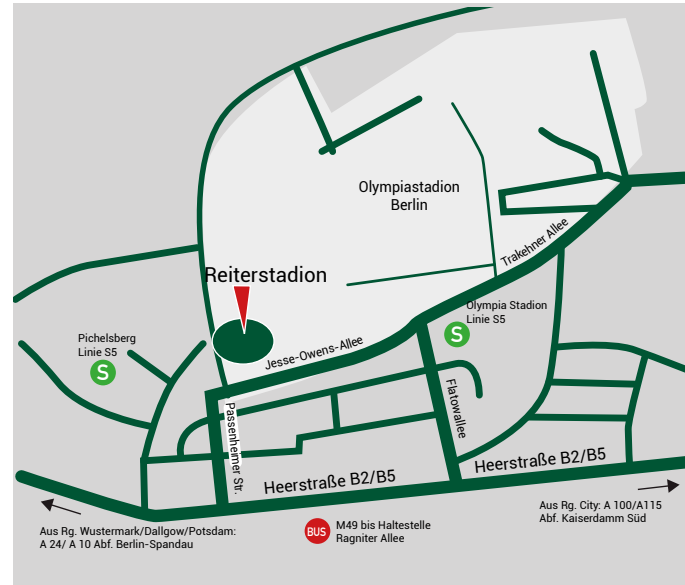 Olympiastadion
Berlin
Trakehner Allee
Reiterstadion
Olympia Stadion
Linie S5
S
Pichelsberg
Linie S5
S
Jesse-Owens-Allee
Flatowallee
Passenheimer Str.
Heerstraße B2/B5
Heerstraße B2/B5
Aus Rg. Wustermark/Dallgow/Potsdam:
A 24/ A 10 Abf. Berlin-Spandau
BUS
M49 bis Haltestelle
Ragniter Allee
Aus Rg. City: A 100/A115
Abf. Kaiserdamm Süd